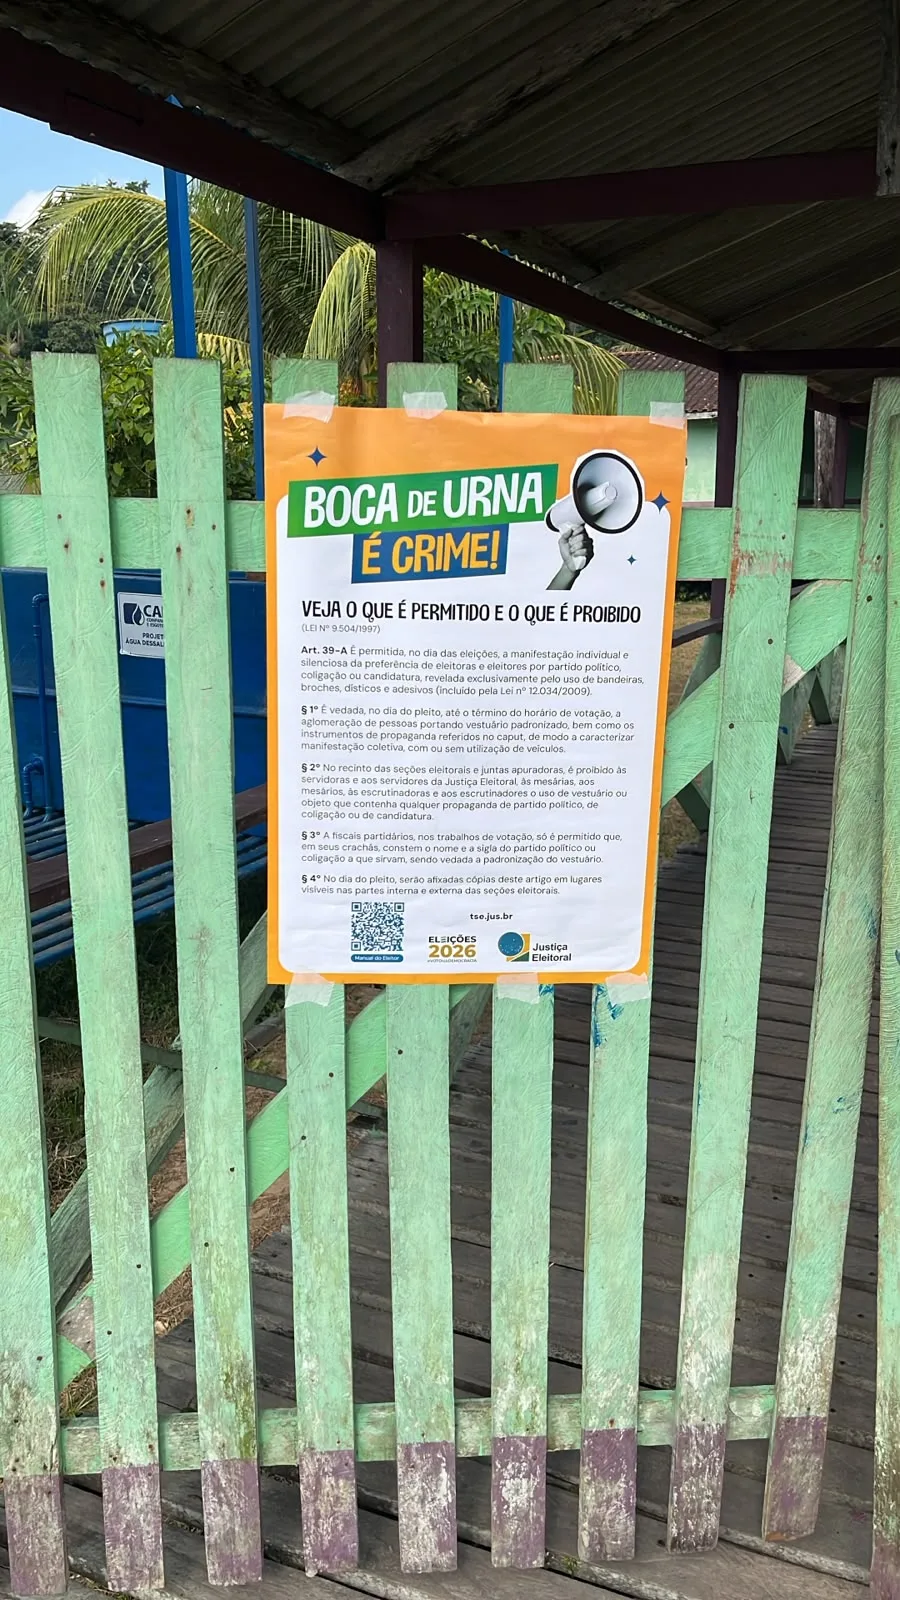 BOCA DE URNA
É CRIME!
VEJA O QUE É PERMITIDO E O QUE É PROIBIDO
(LEI Nº 9.504/1997)
Art. 39-A É permitida, no dia das eleições, a manifestação individual e
silenciosa da preferência de eleitoras e eleitores por partido político,
coligação ou candidatura, revelada exclusivamente pelo uso de bandeiras,
broches, dísticos e adesivos (incluído pela Lei nº 12.034/2009).
§ 1º É vedada, no dia do pleito, até o término do horário de votação, a
aglomeração de pessoas portando vestuário padronizado, bem como os
instrumentos de propaganda referidos no caput, de modo a caracterizar
manifestação coletiva, com ou sem utilização de veículos.
§ 2º No recinto das seções eleitorais e juntas apuradoras, é proibido às
servidoras e aos servidores da Justiça Eleitoral, às mesárias, aos
mesários, às escrutinadoras e aos escrutinadores o uso de vestuário ou
objeto que contenha qualquer propaganda de partido político, de
coligação ou de candidatura.
§ 3º A fiscais partidários, nos trabalhos de votação, só é permitido que,
em seus crachás, constem o nome e a sigla do partido político ou
coligação a que sirvam, sendo vedada a padronização do vestuário.
§ 4º No dia do pleito, serão afixadas cópias deste artigo em lugares
visíveis nas partes interna e externa das seções eleitorais.
tse.jus.br
Manual do Eleitor
ELEIÇÕES
2026
Justiça
Eleitoral
CA
PROJET
ÁGUA DESSAL